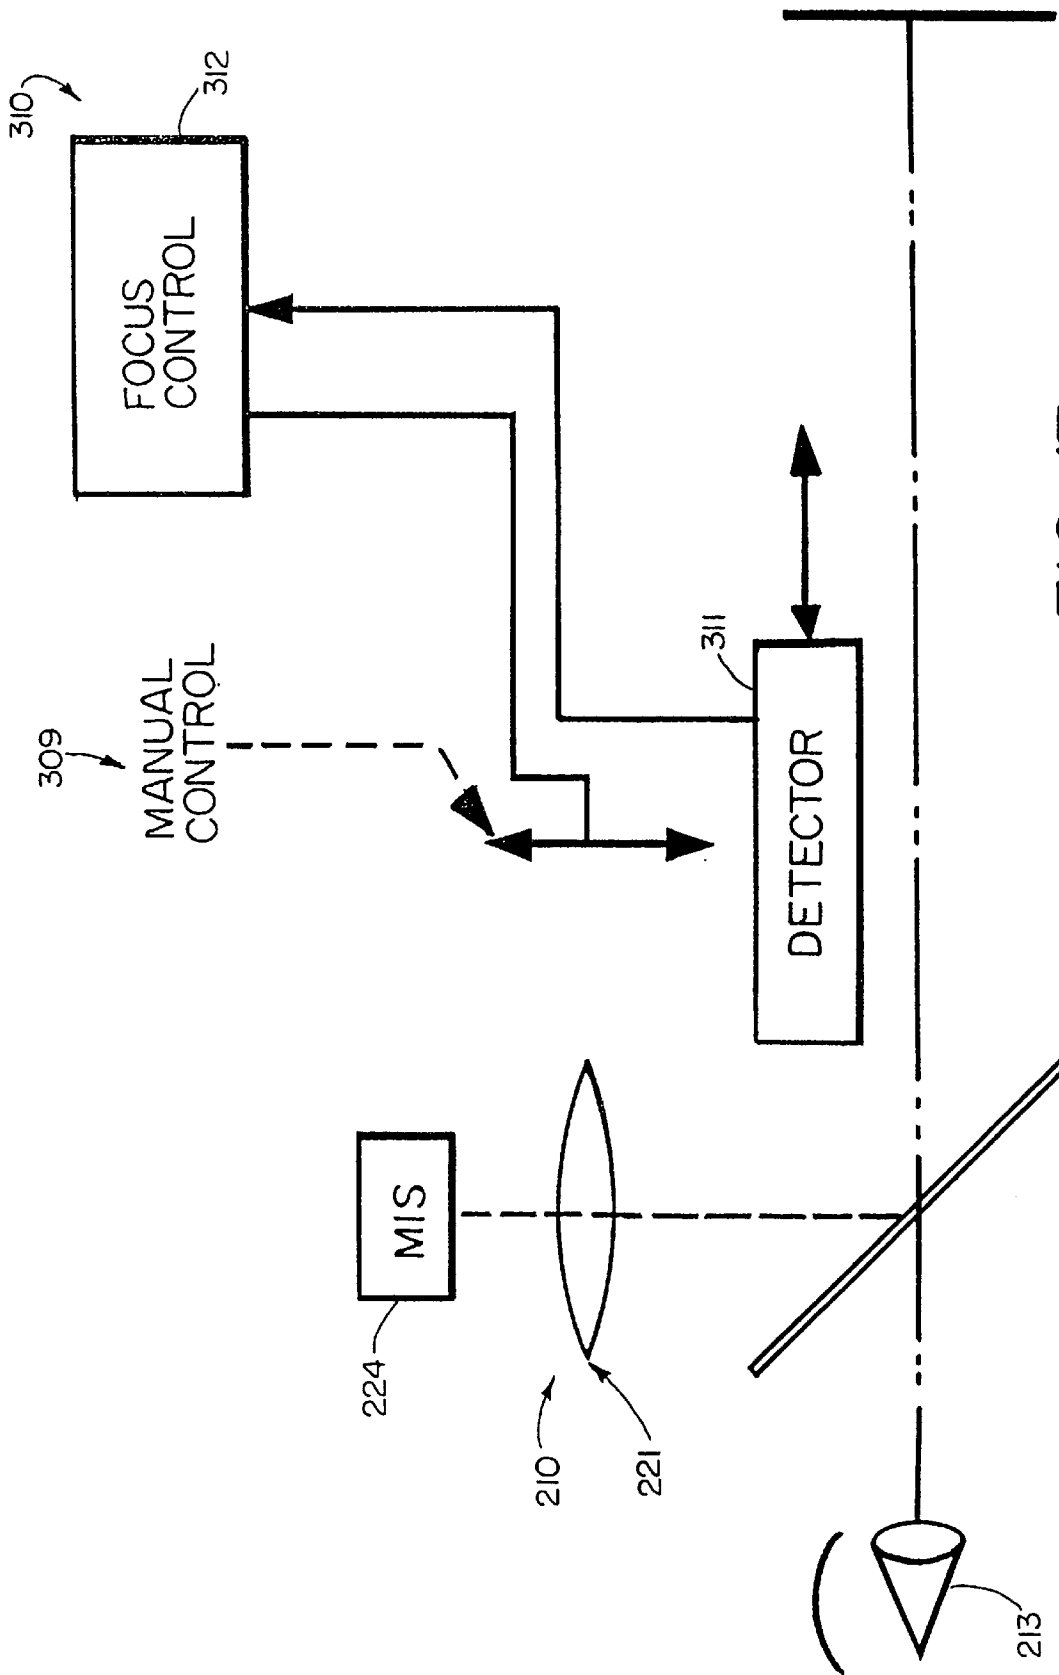 310
312
FOCUS
CONTROL
309
MANUAL
CONTROL
311
DETECTOR
MIS
224
210
221
213